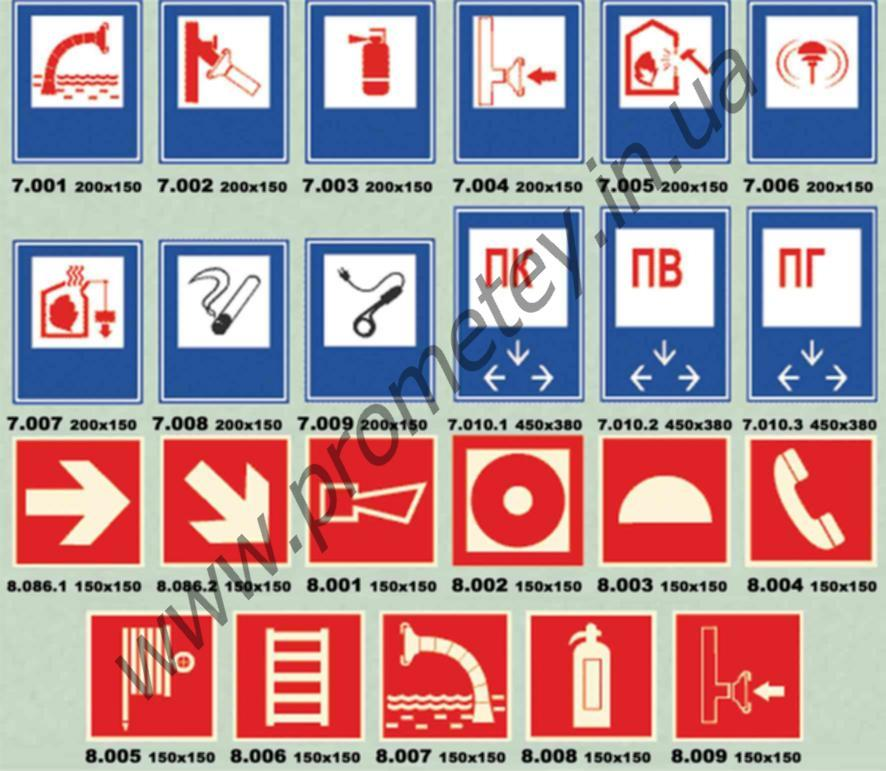 7.001 200x150 7.002 200x150 7.003 200x150 7.004 200x150 7.005 200x150 7.006 200x150
ПК ПВ ПГ
7.007 200x150 7.008 200x150 7.009 200x150 7.010.1 450x380 7.010.2 450x380 7.010.3 450x380
8.086.1 150x150 8.086.2 150x150 8.001 150x150 8.002 150x150 8.003 150x150 8.004 150x150
8.005 150x150 8.006 150x150 8.007 150x150 8.008 150x150 8.009 150x150
www.prometey.in.ua